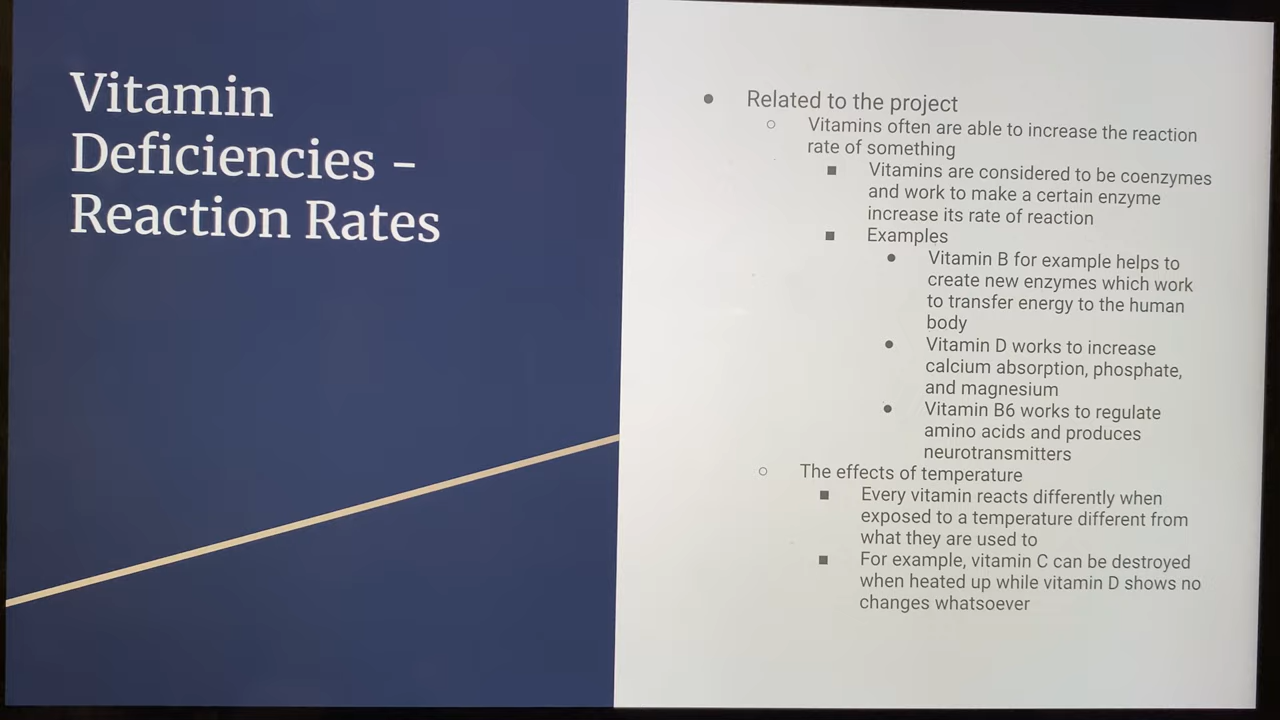 Vitamin
Deficiencies -
Reaction Rates
Related to the project
Vitamins often are able to increase the reaction
rate of something
Vitamins are considered to be coenzymes
and work to make a certain enzyme
increase its rate of reaction
Examples
Vitamin B for example helps to
create new enzymes which work
to transfer energy to the human
body
Vitamin D works to increase
calcium absorption, phosphate,
and magnesium
Vitamin B6 works to regulate
amino acids and produces
neurotransmitters
The effects of temperature
Every vitamin reacts differently when
exposed to a temperature different from
what they are used to
For example, vitamin C can be destroyed
when heated up while vitamin D shows no
changes whatsoever